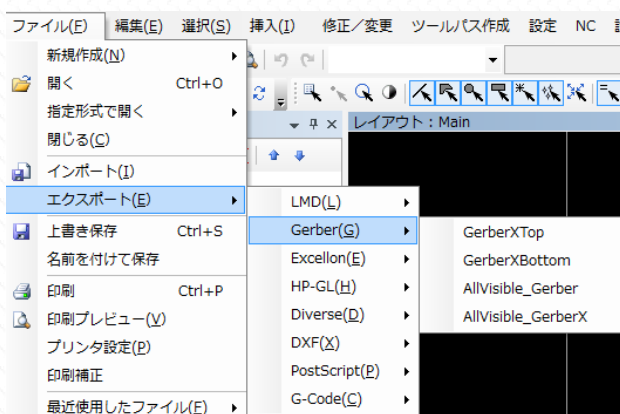 ファイル(F) 編集(E) 選択(S) 挿入(I) 修正/変更 ツールパス作成 設定 NC
新規作成(N)
開く Ctrl+O
指定形式で開く
閉じる(C)
レイアウト:Main
インポート(I)
エクスポート(E)
LMD(L)
上書き保存 Ctrl+S
Gerber(G)
GerberXTop
名前を付けて保存
Excellon(E)
GerberXBottom
印刷 Ctrl+P
HP-GL(H)
AllVisible_Gerber
印刷プレビュー(V)
Diverse(D)
AllVisible_GerberX
プリンタ設定(P)
DXF(X)
印刷補正
PostScript(P)
最近使用したファイル(F)
G-Code(C)